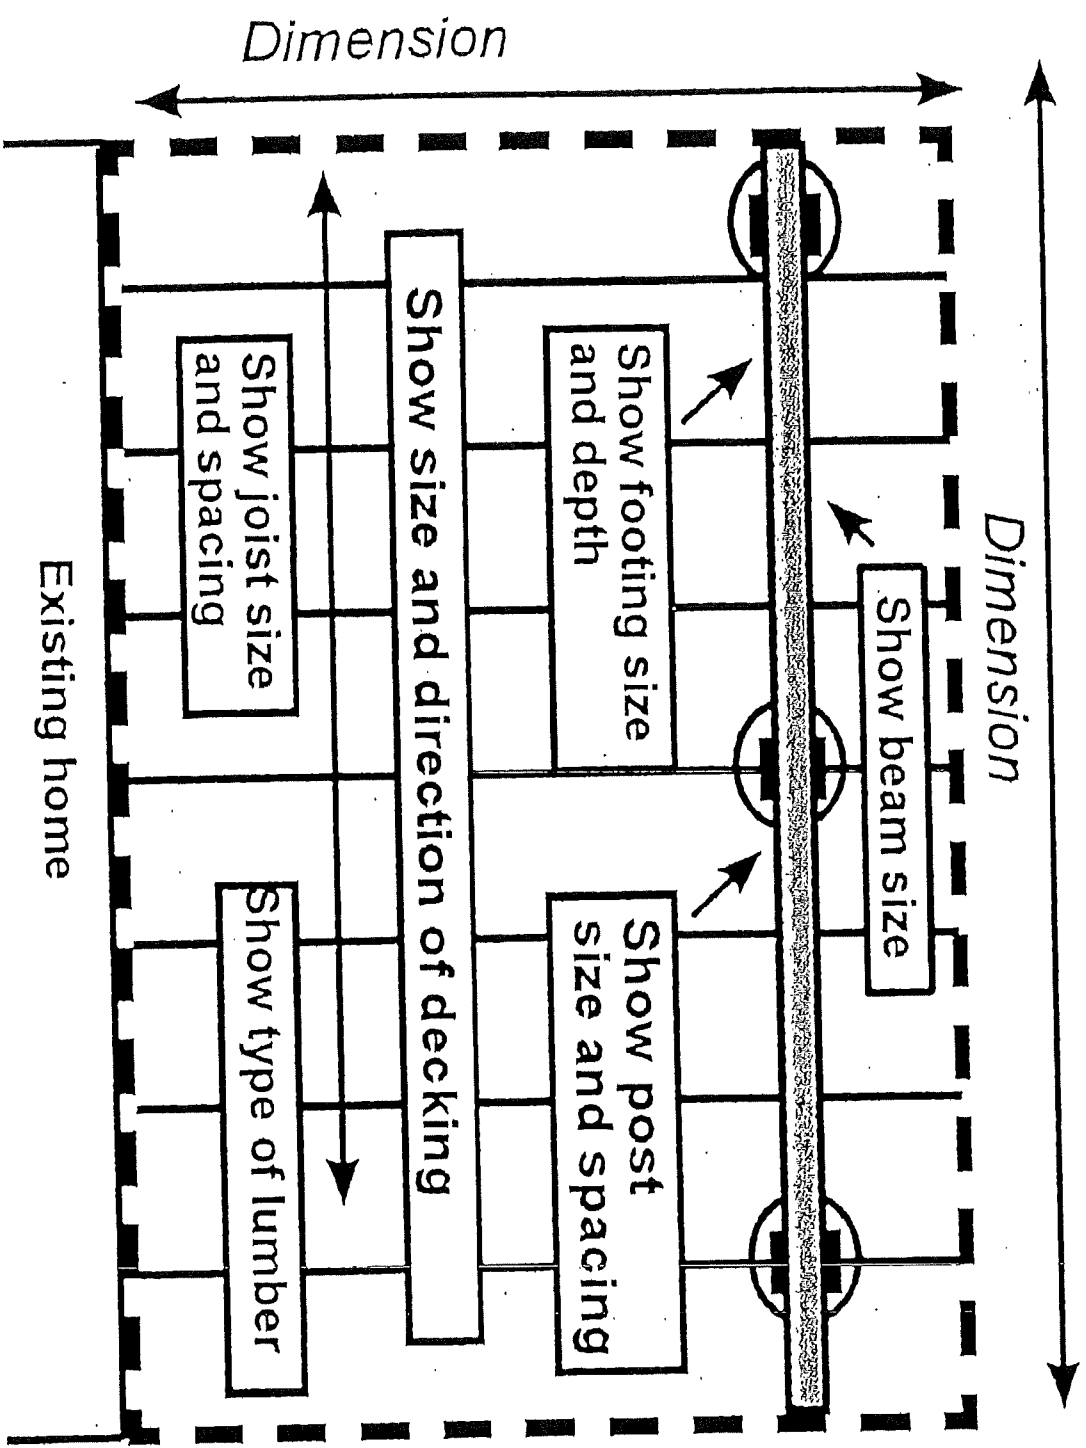 Dimension
Dimension
Show beam size
Show footing size
and depth
Show post
size and spacing
Show size and direction of decking
Show joist size
and spacing
Show type of lumber
Existing home